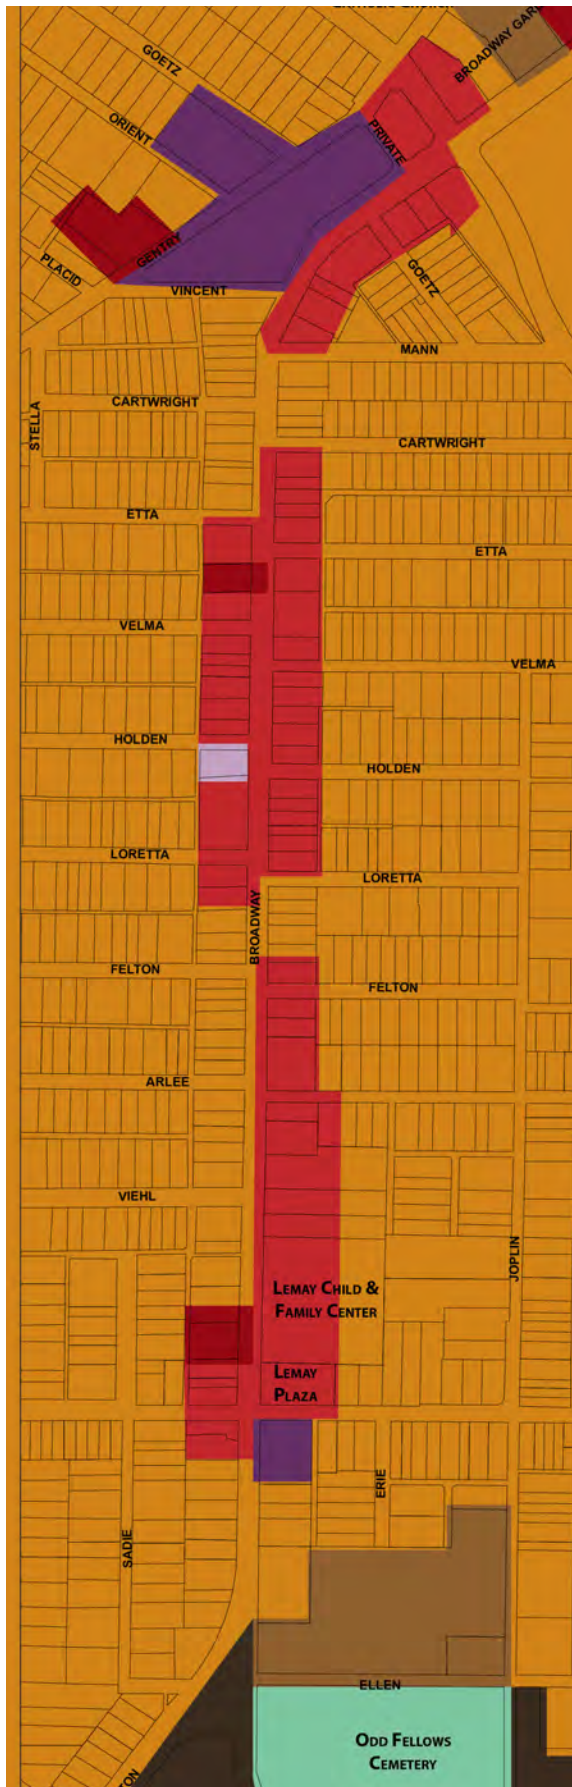 BROADWAY
GOETZ
ORIENT
PRIVATE
GENTRY
PLACID
GOETZ
VINCENT
MANN
CARTWRIGHT
STELLA
CARTWRIGHT
ETTA
ETTA
VELMA
VELMA
HOLDEN
HOLDEN
LORETTA
LORETTA
BROADWAY
FELTON
FELTON
ARLEE
VIEHL
JOPLIN
LEMAY CHILD &
FAMILY CENTER
LEMAY
PLAZA
ERIE
SADIE
ELLEN
ODD FELLOWS
CEMETERY